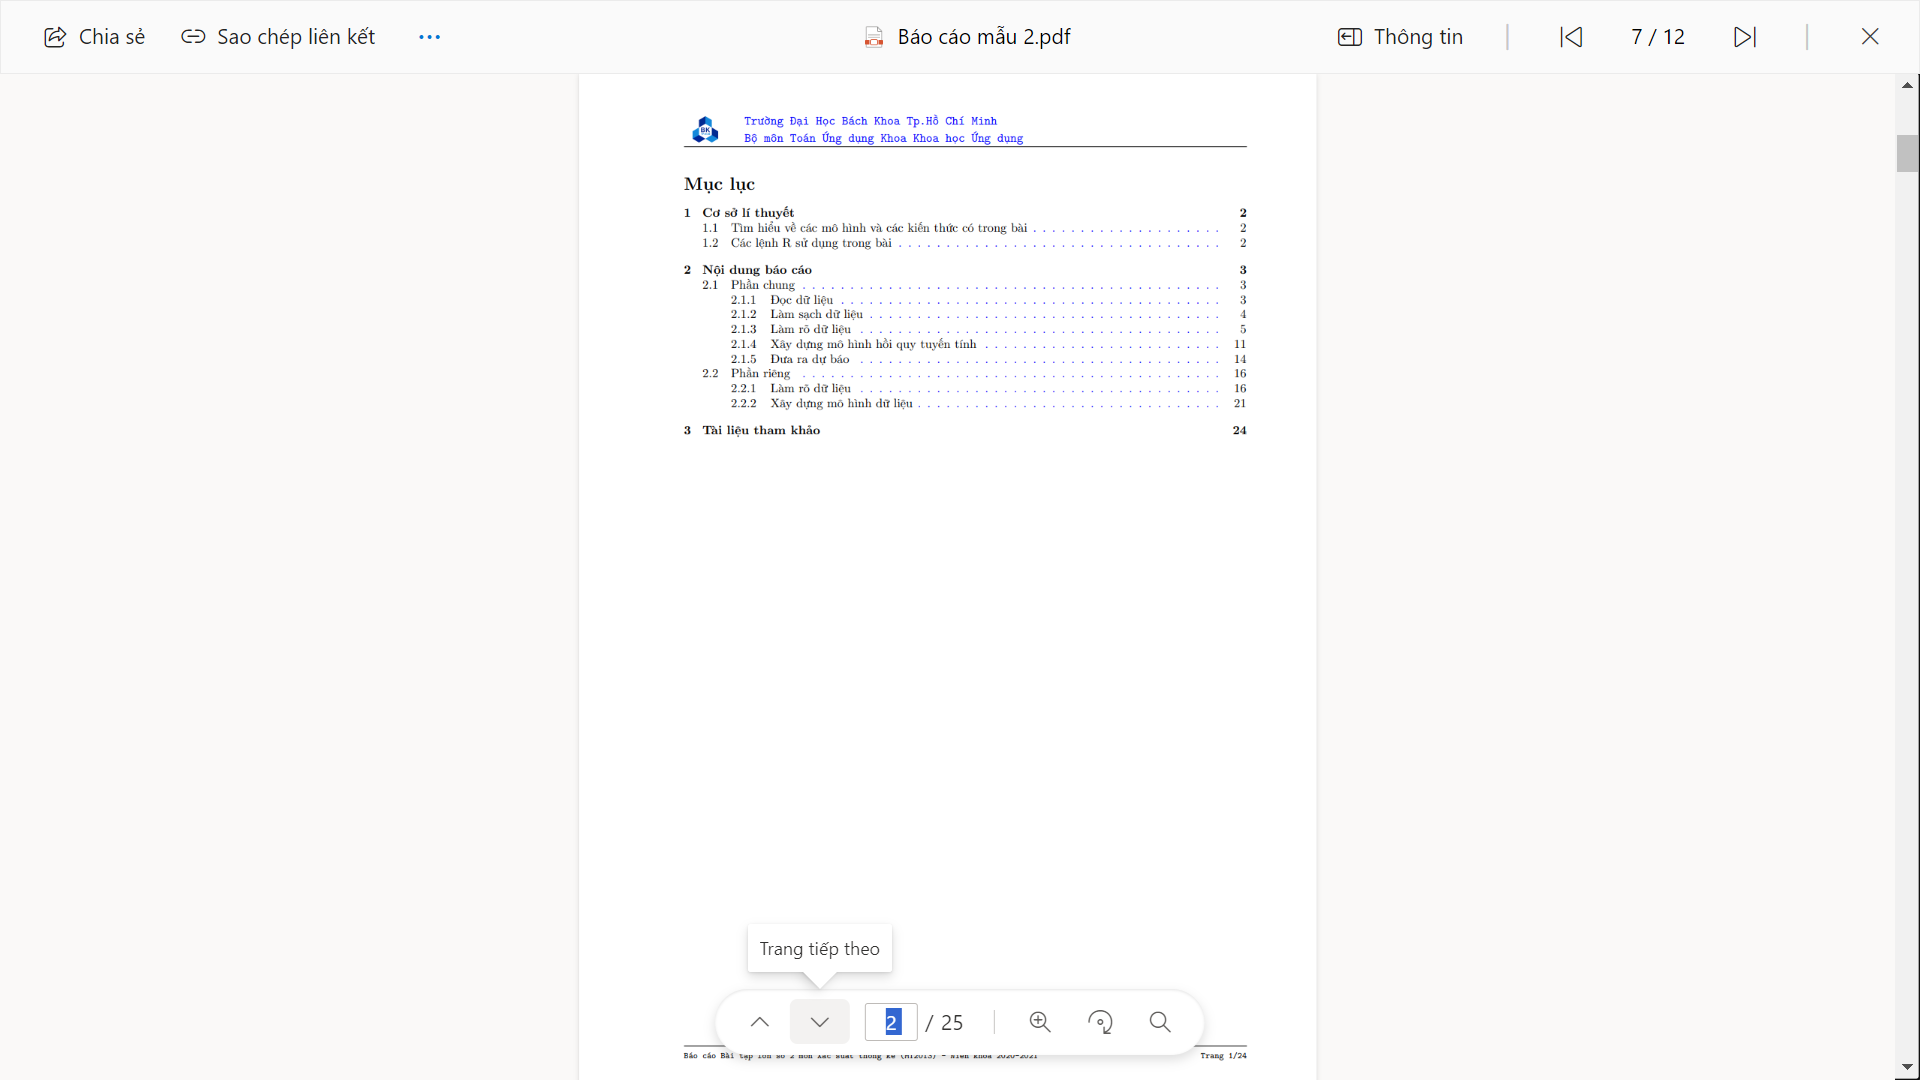 Chia sẻ Sao chép liên kết ... Báo cáo mẫu 2.pdf Thông tin 7 / 12
BK
Trường Đại Học Bách Khoa Tp.Hồ Chí Minh
Bộ môn Toán Ứng dụng Khoa Khoa học Ứng dụng
Mục lục
1 Cơ sở lí thuyết 2
1.1 Tìm hiểu về các mô hình và các kiến thức có trong bài 2
1.2 Các lệnh R sử dụng trong bài 2
2 Nội dung báo cáo 3
2.1 Phần chung 3
2.1.1 Đọc dữ liệu 3
2.1.2 Làm sạch dữ liệu 4
2.1.3 Làm rõ dữ liệu 5
2.1.4 Xây dựng mô hình hồi quy tuyến tính 11
2.1.5 Đưa ra dự báo 14
2.2 Phần riêng 16
2.2.1 Làm rõ dữ liệu 16
2.2.2 Xây dựng mô hình dữ liệu 21
3 Tài liệu tham khảo 24
Trang tiếp theo
2 / 25
Báo cáo Bài tập lớn số 2 môn Xác suất thống kê (MT2013) - Niên khóa 2020-2021 Trang 1/24